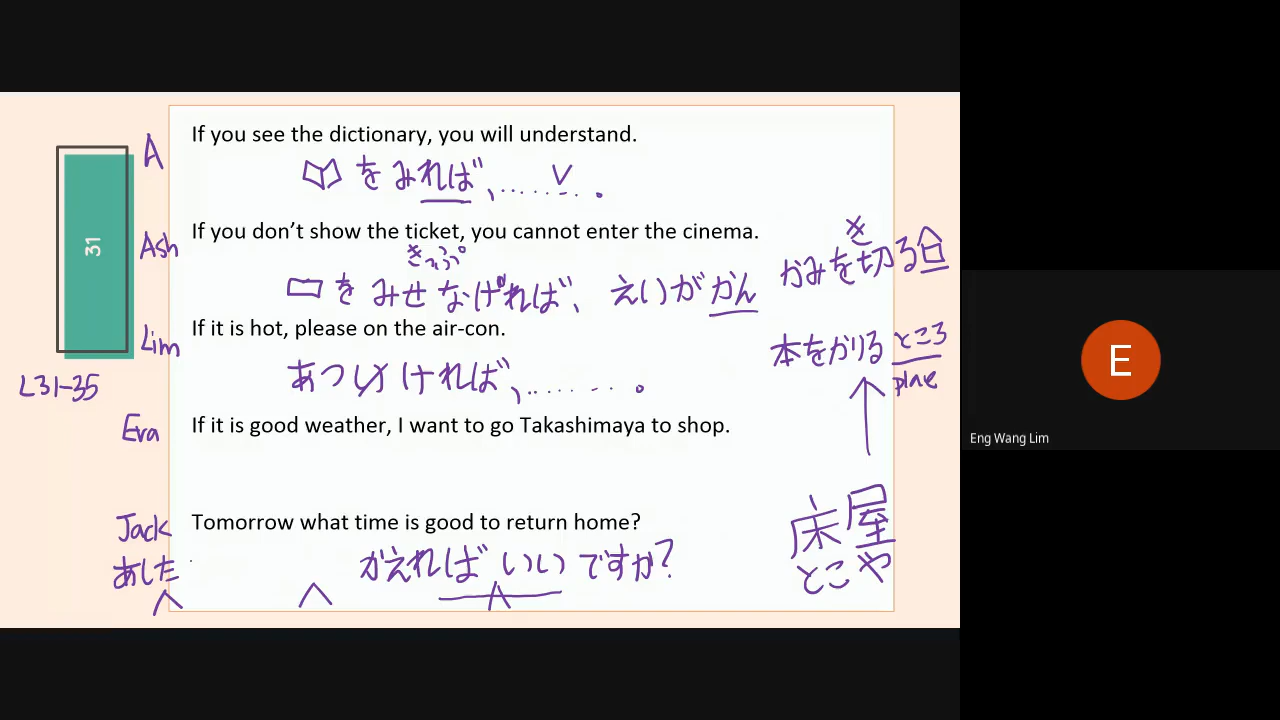 A
If you see the dictionary, you will understand.
をみれば、
31
Ash
If you don’t show the ticket, you cannot enter the cinema.
きっぷ
を みせ なければ、 えいが かん
き
かみを切る
Lim
If it is hot, please on the air-con.
あつ ければ、
本をかりる ところ
place
L31-35
Eva
If it is good weather, I want to go Takashimaya to shop.
Jack
Tomorrow what time is good to return home?
あした
かえれば いい ですか?
床屋
とこや
E
Eng Wang Lim